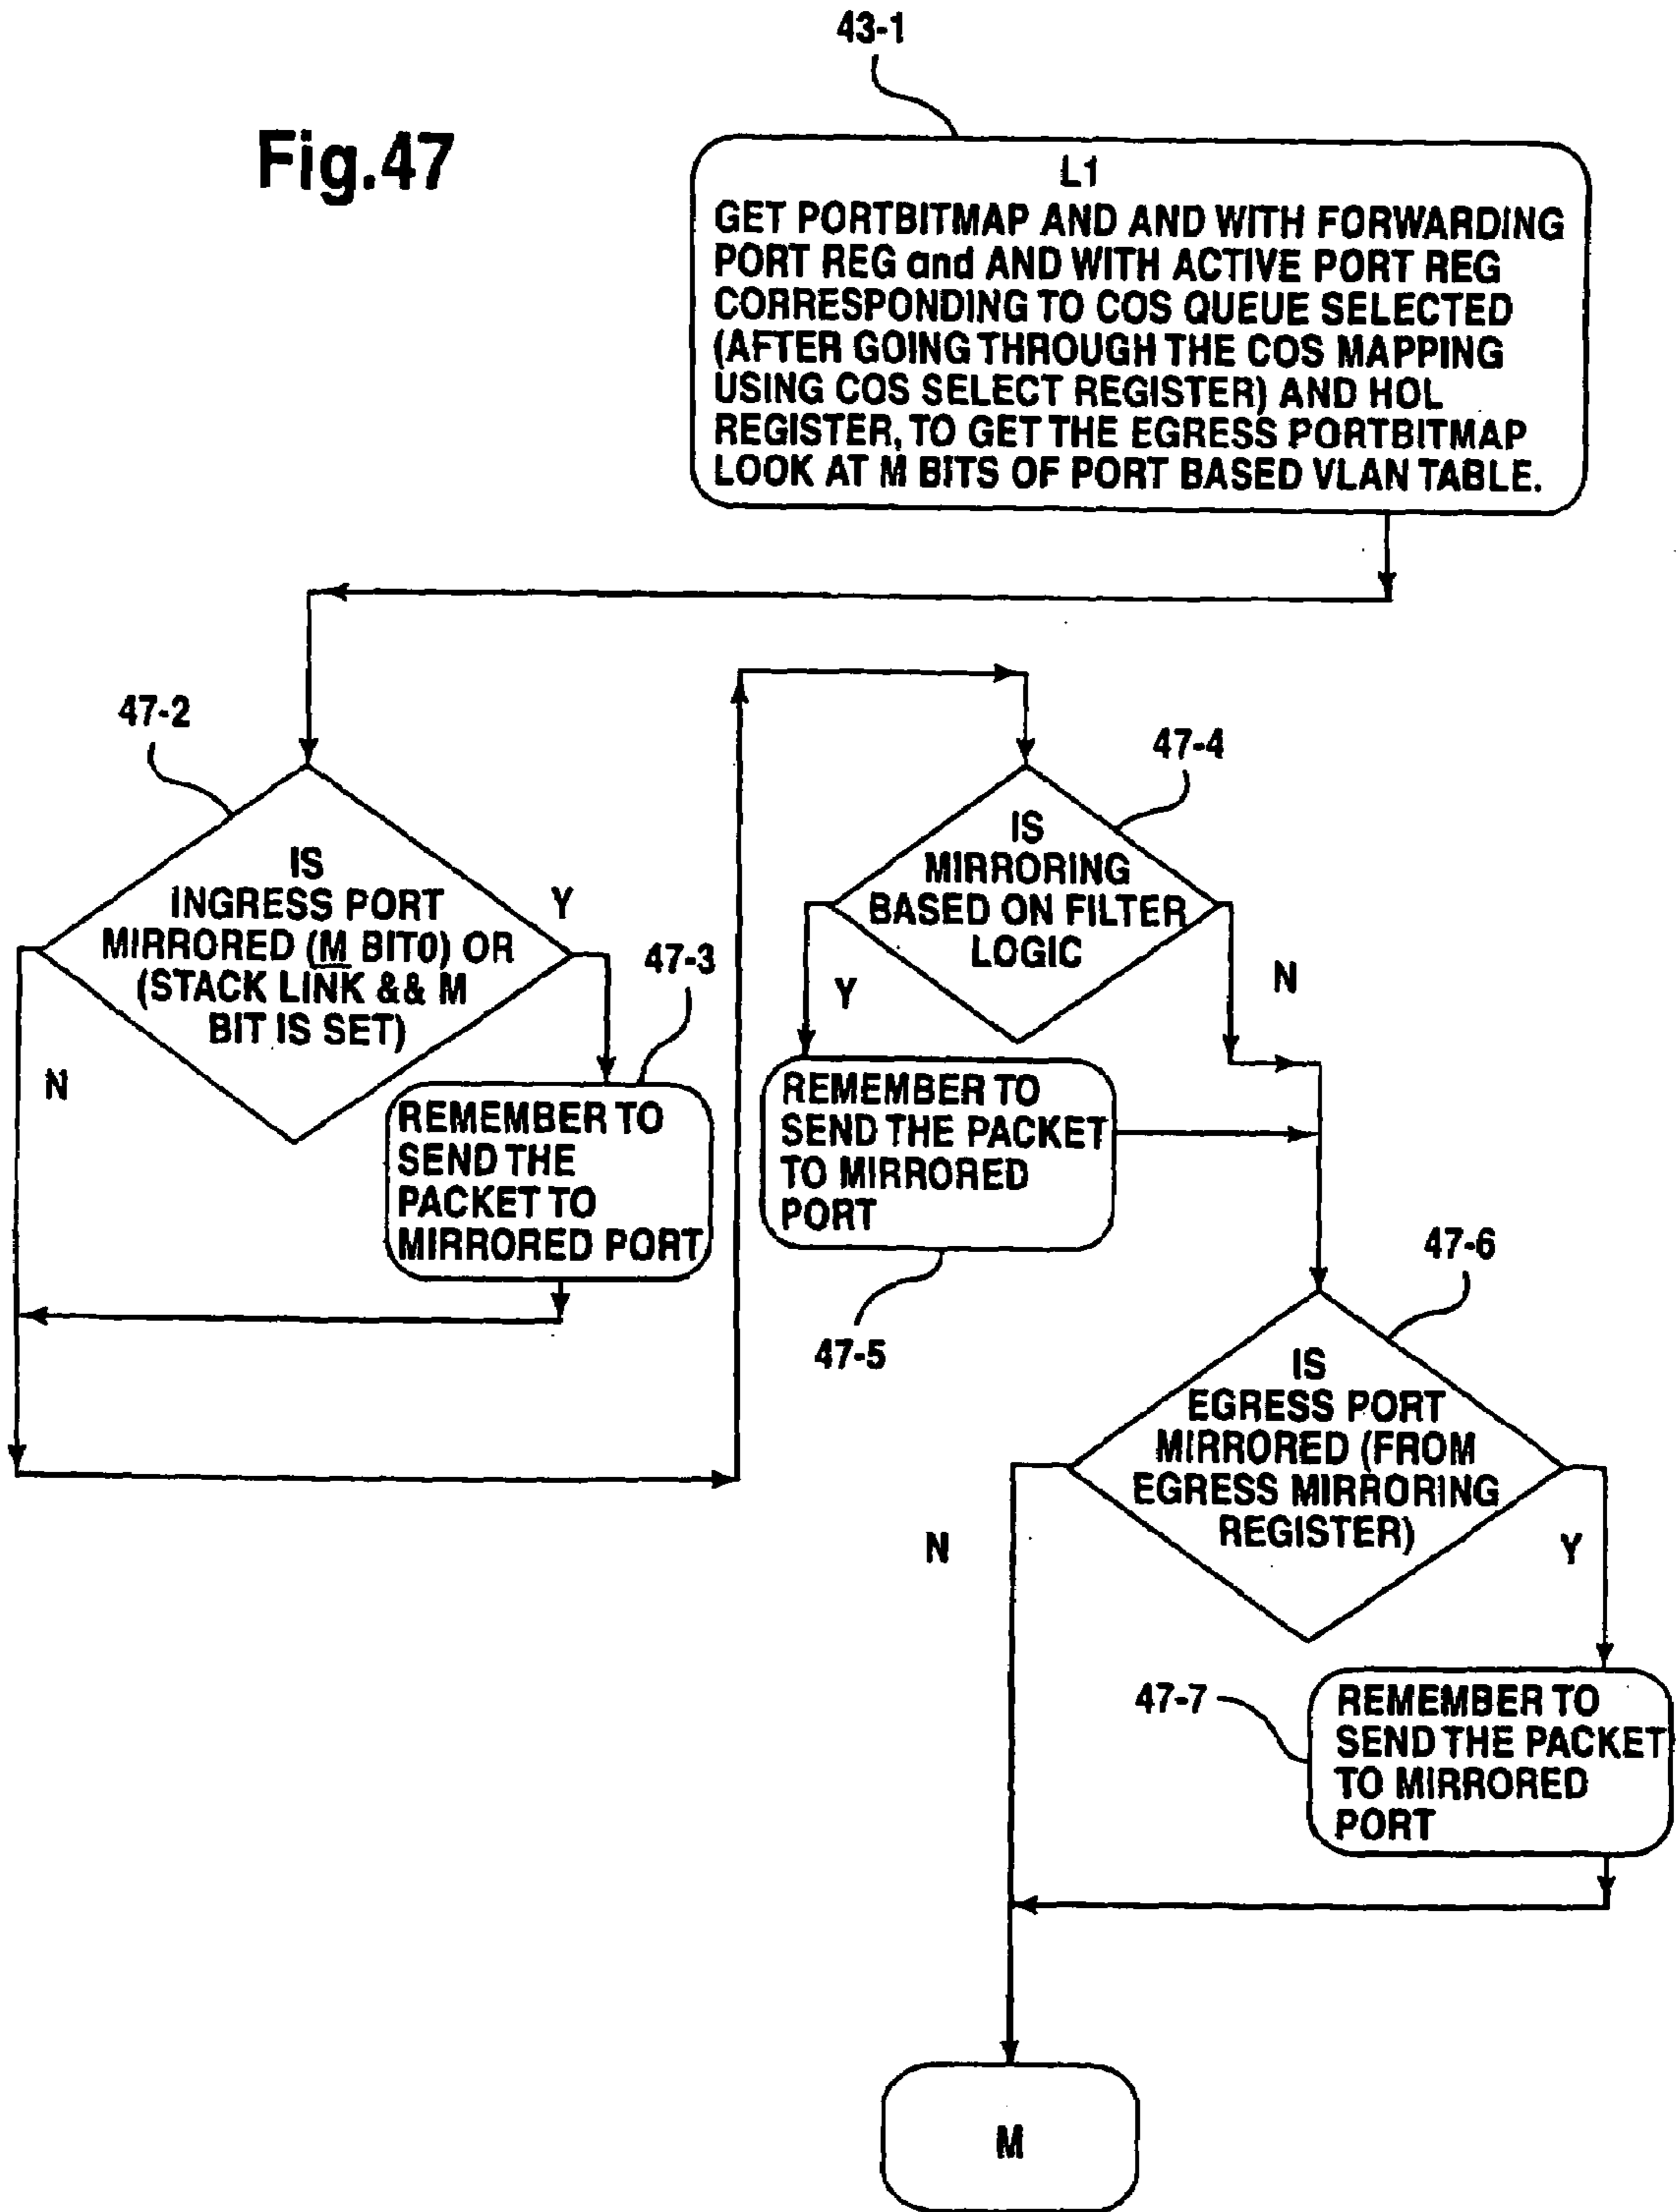 43-1
Fig.47
L1
GET PORTBITMAP AND AND WITH FORWARDING
PORT REG and AND WITH ACTIVE PORT REG
CORRESPONDING TO COS QUEUE SELECTED
(AFTER GOING THROUGH THE COS MAPPING
USING COS SELECT REGISTER) AND HOL
REGISTER, TO GET THE EGRESS PORTBITMAP
LOOK AT M BITS OF PORT BASED VLAN TABLE.
47-2
IS
INGRESS PORT
MIRRORED (M BIT0) OR
(STACK LINK && M
BIT IS SET)
Y
N
47-3
REMEMBER TO
SEND THE
PACKET TO
MIRRORED PORT
47-4
IS
MIRRORING
BASED ON FILTER
LOGIC
Y
N
REMEMBER TO
SEND THE PACKET
TO MIRRORED
PORT
47-5
47-6
IS
EGRESS PORT
MIRRORED (FROM
EGRESS MIRRORING
REGISTER)
N
Y
47-7
REMEMBER TO
SEND THE PACKET
TO MIRRORED
PORT
M